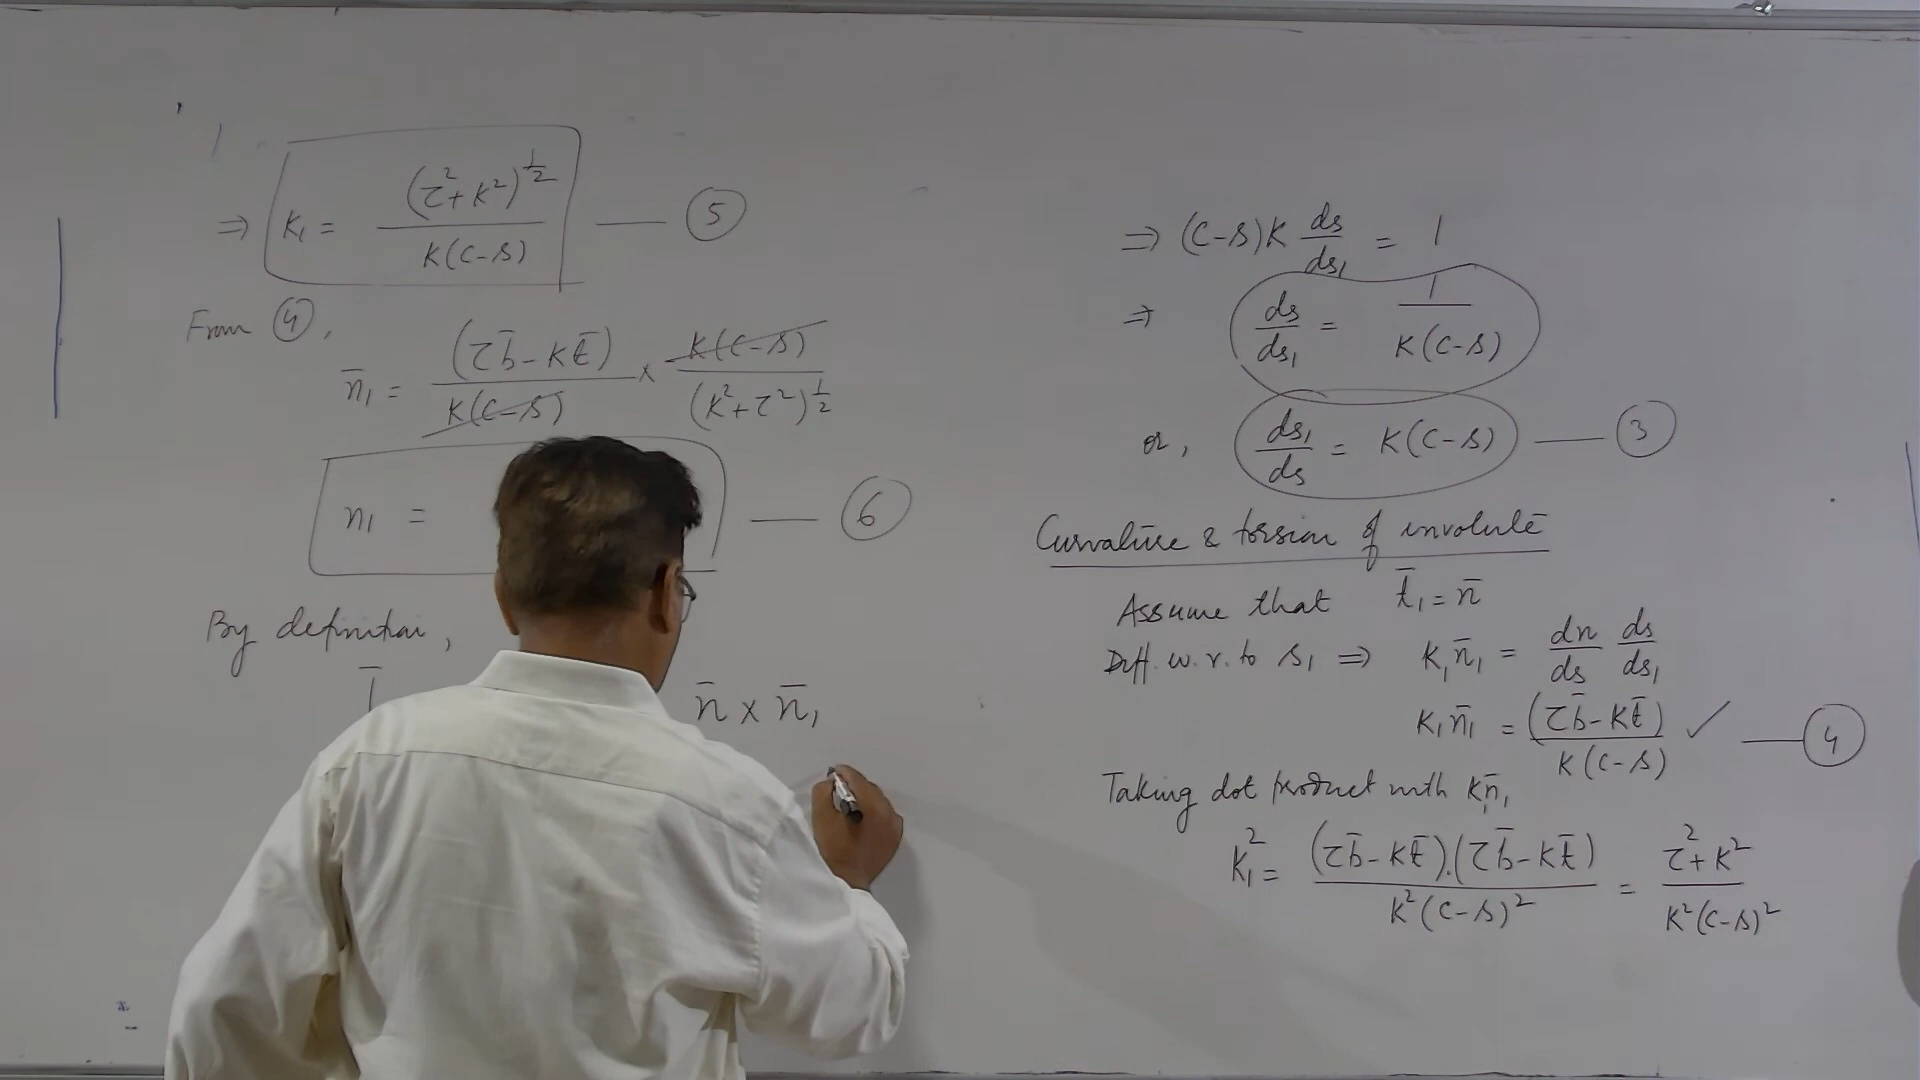 ⇒ K₁ = (τ² + K²)^½ / K(C-s) — ⑤
From ④,
n̄₁ = (τb̄ - Kt̄) / K(C-s) × K(C-s) / (K² + τ²)^½
n₁ = — ⑥
By definition,
n̄ × n̄₁
⇒ (C-s)K ds/ds₁ = 1
⇒ ds/ds₁ = 1 / K(C-s)
or, ds₁/ds = K(C-s) — ③
Curvature & torsion of involute
Assume that t̄₁ = n̄
Diff. w.r. to s₁ ⇒ K₁n̄₁ = dn/ds ds/ds₁
K₁n̄₁ = (τb̄ - Kt̄) / K(C-s) ✓ — ④
Taking dot product with K₁n̄₁
K₁² = (τb̄ - Kt̄).(τb̄ - Kt̄) / K²(C-s)² = τ² + K² / K²(C-s)²